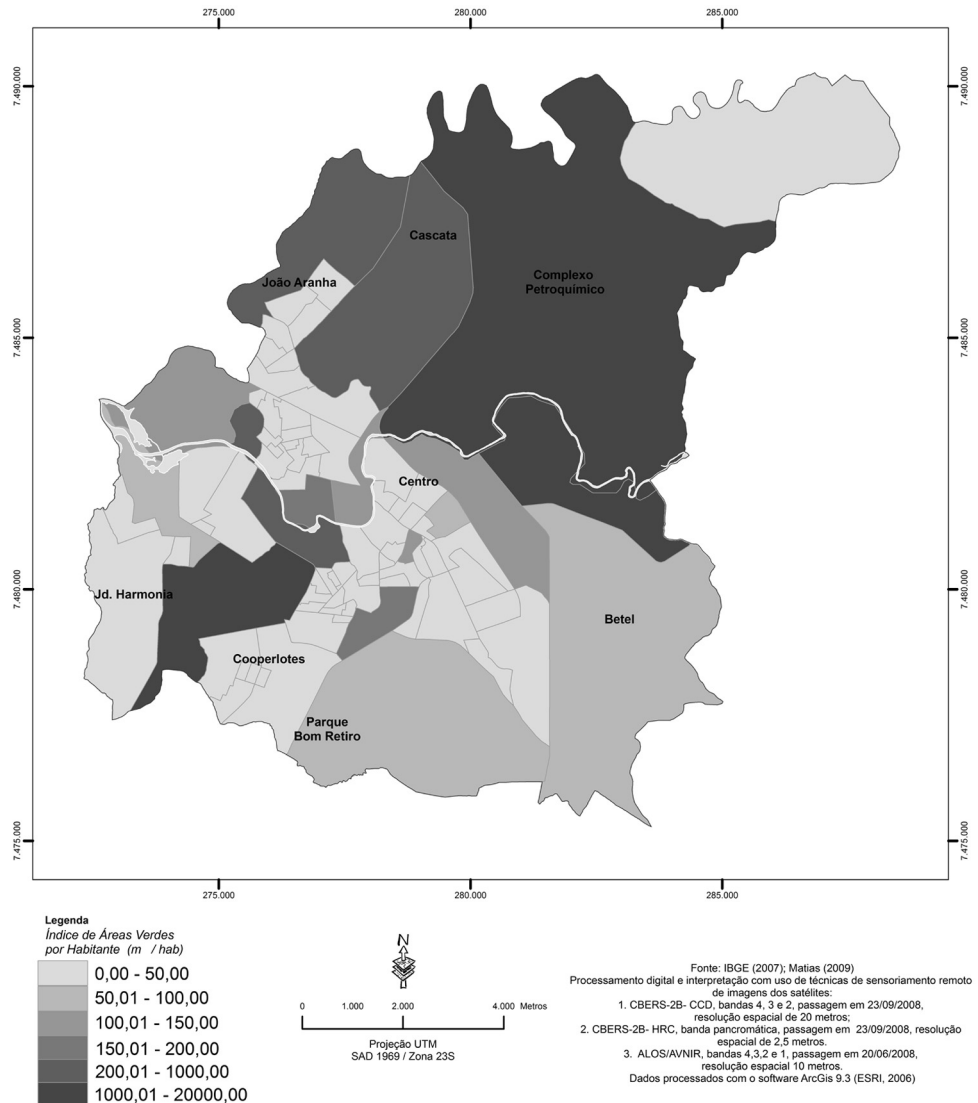 275.000
280.000
285.000
7.490.000
7.490.000
Cascata
João Aranha
Complexo
Petroquímico
7.485.000
7.485.000
Centro
7.480.000
7.480.000
Jd. Harmonia
Betel
Cooperlotes
Parque
Bom Retiro
7.475.000
7.475.000
275.000
280.000
285.000
Legenda
Índice de Áreas Verdes
por Habitante (m / hab)
0,00 - 50,00
50,01 - 100,00
100,01 - 150,00
150,01 - 200,00
200,01 - 1000,00
1000,01 - 20000,00
N
0 1.000 2.000 4.000 Metros
Projeção UTM
SAD 1969 / Zona 23S
Fonte: IBGE (2007); Matias (2009)
Processamento digital e interpretação com uso de técnicas de sensoriamento remoto
de imagens dos satélites:
1. CBERS-2B- CCD, bandas 4, 3 e 2, passagem em 23/09/2008,
resolução espacial de 20 metros;
2. CBERS-2B- HRC, banda pancromática, passagem em 23/09/2008, resolução
espacial de 2,5 metros.
3. ALOS/AVNIR, bandas 4,3,2 e 1, passagem em 20/06/2008,
resolução espacial 10 metros.
Dados processados com o software ArcGis 9.3 (ESRI, 2006)